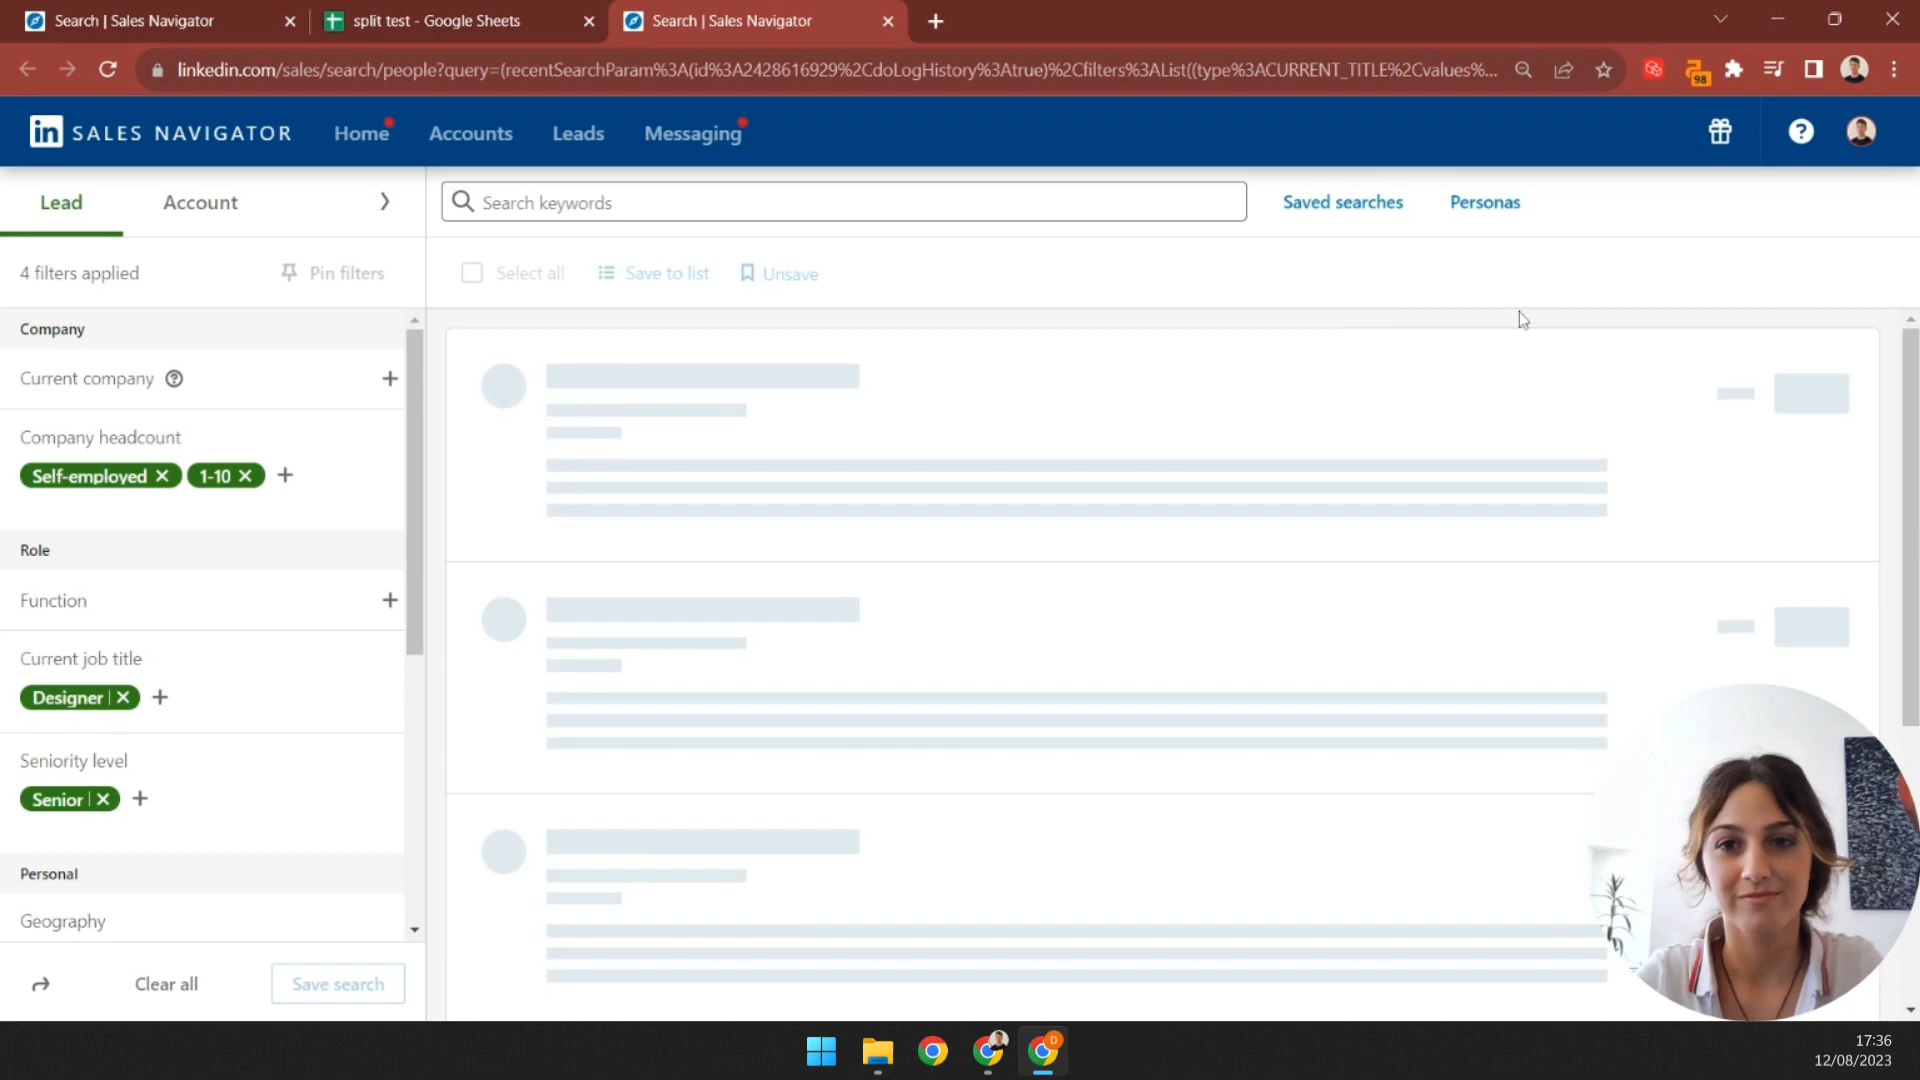 Search | Sales Navigator
split test - Google Sheets
Search | Sales Navigator
linkedin.com/sales/search/people?query=(recentSearchParam%3A(id%3A2428616929%2CdoLogHistory%3Atrue)%2Cfilters%3AList((type%3ACURRENT_TITLE%2Cvalues%...
98
in SALES NAVIGATOR
Home
Accounts
Leads
Messaging
Lead
Account
Search keywords
Saved searches
Personas
4 filters applied
Pin filters
Select all
Save to list
Unsave
Company
Current company
Company headcount
Self-employed
1-10
Role
Function
Current job title
Designer
Seniority level
Senior
Personal
Geography
Clear all
Save search
D
17:36
12/08/2023